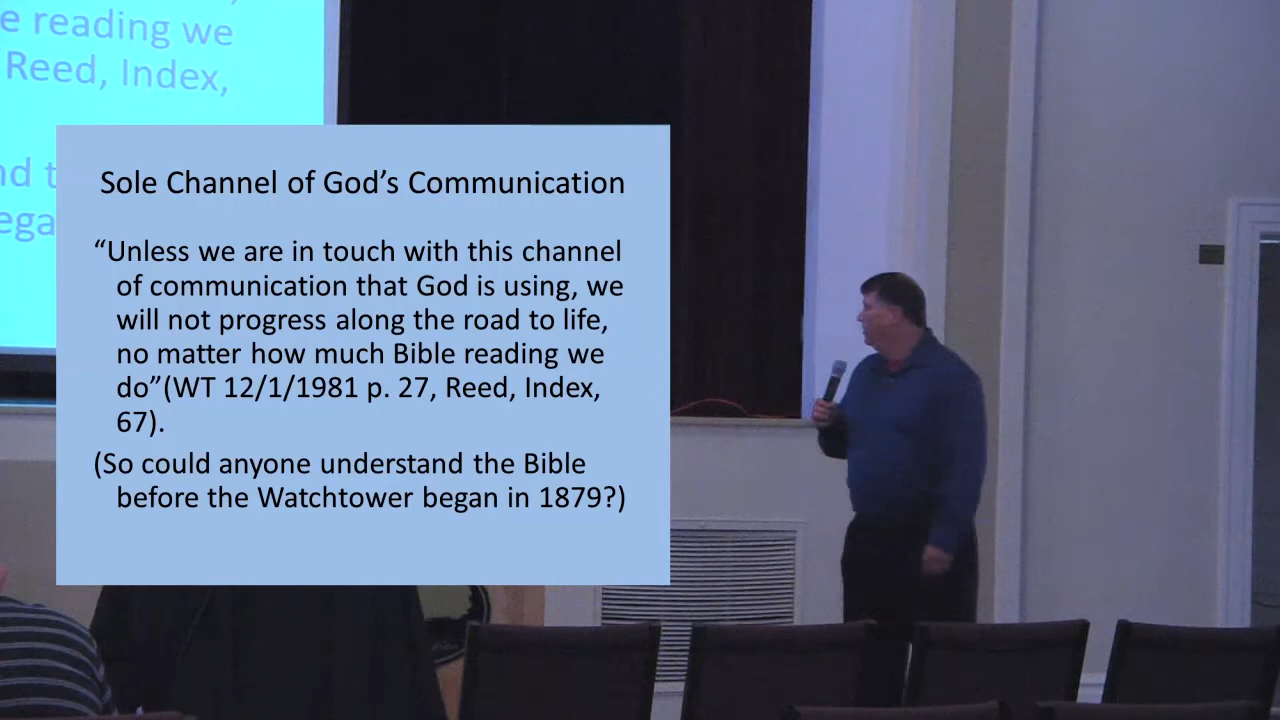 e reading we
Reed, Index,
nd t
ega
Sole Channel of God's Communication
“Unless we are in touch with this channel
of communication that God is using, we
will not progress along the road to life,
no matter how much Bible reading we
do”(WT 12/1/1981 p. 27, Reed, Index,
67).
(So could anyone understand the Bible
before the Watchtower began in 1879?)